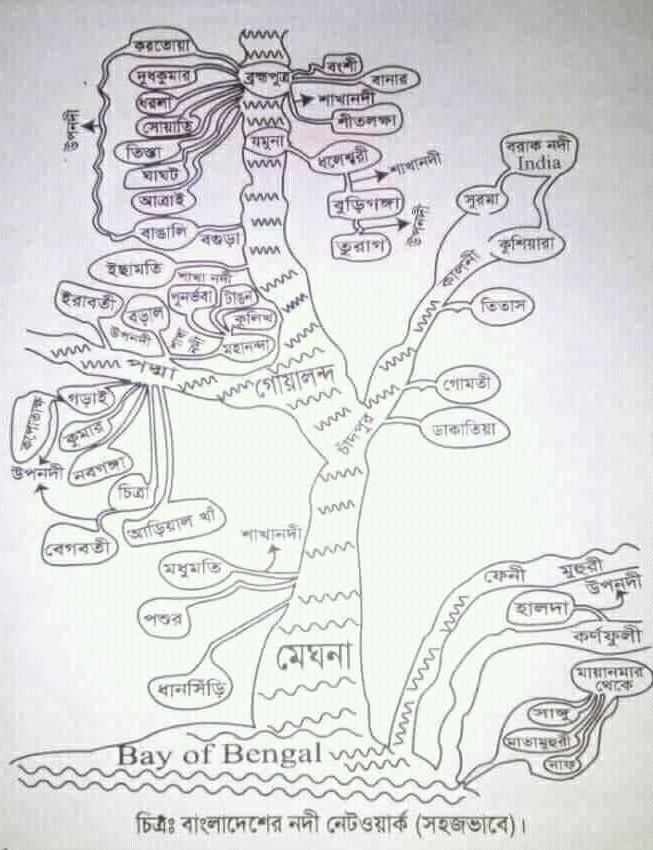 করতোয়া
দুধকুমার
ধরলা
সোয়াতি
তিস্তা
ঘাঘট
আত্রাই
বাঙালি
বগুড়া
উপনদী
ব্রহ্মপুত্র
বংশী
বানার
শাখানদী
শীতলক্ষা
যমুনা
ধলেশ্বরী
শাখানদী
বুড়িগঙ্গা
তুরাগ
উপনদী
বরাক নদী
India
সুরমা
কুশিয়ারা
কালনী
তিতাস
গোমতী
ডাকাতিয়া
ইছামতি
শাখা নদী
ইরাবতী
বড়াল
উপনদী
পুনর্ভবা
টাঙন
কুলিখ
মহানন্দা
পদ্মা
গোয়ালন্দ
চাঁদপুর
গড়াই
কপোতাক্ষ
কুমার
নবগঙ্গা
উপনদী
চিত্রা
বেগবতী
আড়িয়াল খাঁ
শাখানদী
মধুমতি
পশুর
ধানসিঁড়ি
মেঘনা
ফেনী
মুহুরী
উপনদী
হালদা
কর্ণফুলী
মায়ানমার
থেকে
সাঙ্গু
মাতামুহুরী
নাফ
Bay of Bengal
চিত্রঃ বাংলাদেশের নদী নেটওয়ার্ক (সহজভাবে)।